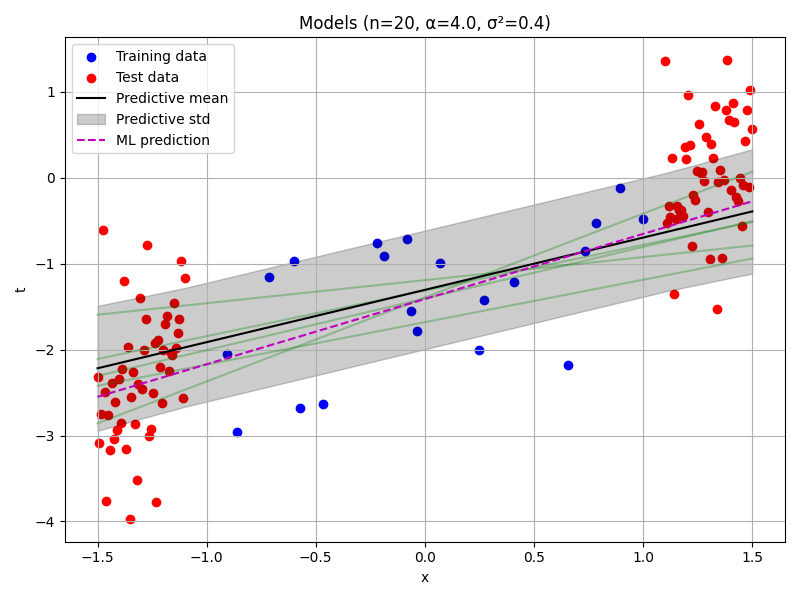 Models (n=20, α=4.0, σ²=0.4)
Training data
Test data
Predictive mean
Predictive std
ML prediction
t
1
0
−1
−2
−3
−4
−1.5 −1.0 −0.5 0.0 0.5 1.0 1.5
x